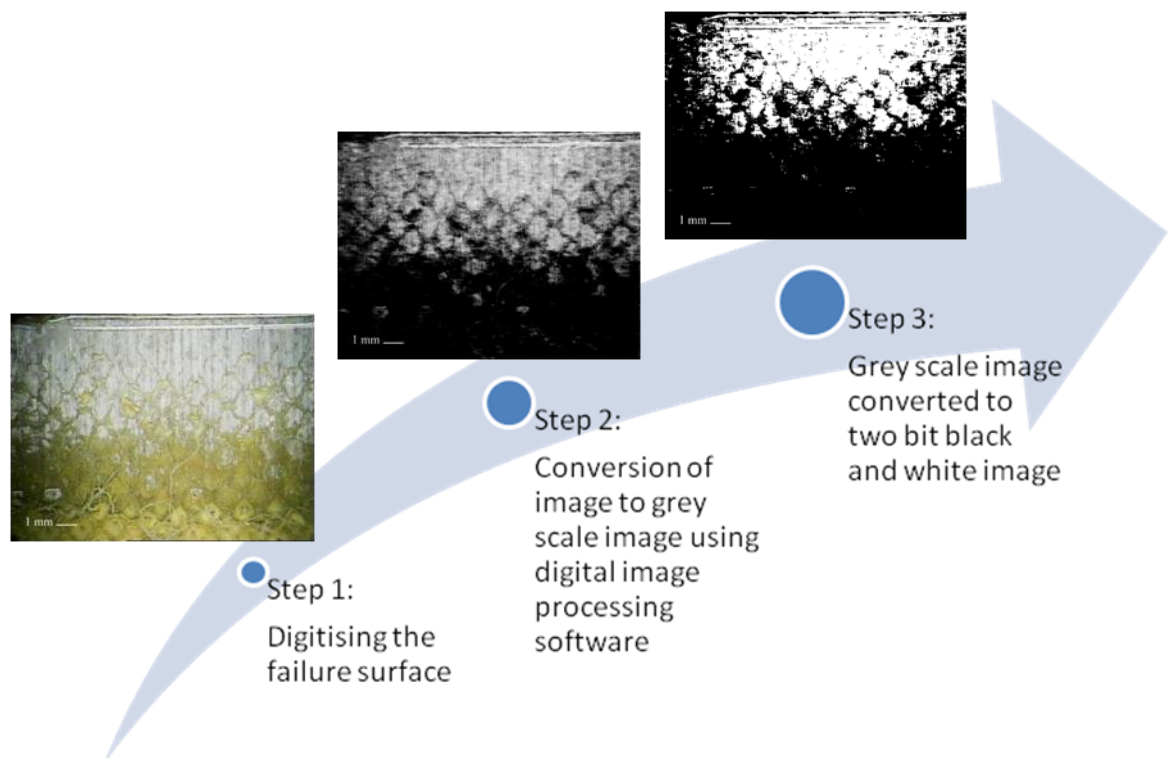 1 mm
Step 1:
Digitising the
failure surface
1 mm
Step 2:
Conversion of
image to grey
scale image using
digital image
processing
software
1 mm
Step 3:
Grey scale image
converted to
two bit black
and white image